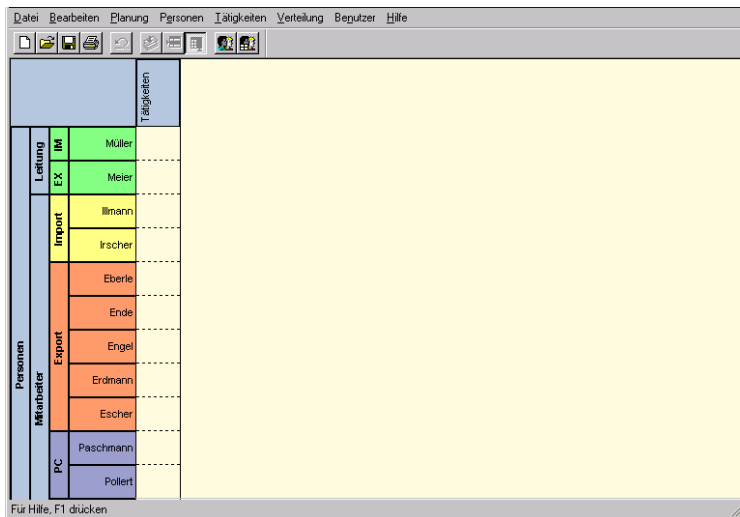 Datei Bearbeiten Planung Personen Tätigkeiten Verteilung Benutzer Hilfe
Tätigkeiten
Personen
Leitung
IM
Müller
EX
Meier
Mitarbeiter
Import
Illmann
Irscher
Export
Eberle
Ende
Engel
Erdmann
Escher
PC
Paschmann
Pollert
Für Hilfe, F1 drücken